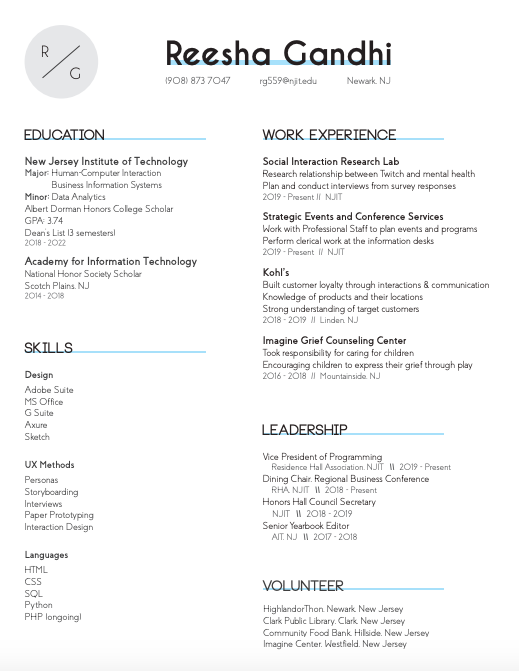 R
G
Reesha Gandhi
(908) 873 7047 rg559@njit.edu Newark, NJ
EDUCATION
New Jersey Institute of Technology
Major: Human-Computer Interaction
Business Information Systems
Minor: Data Analytics
Albert Dorman Honors College Scholar
GPA: 3.74
Dean's List (3 semesters)
2018 - 2022
Academy for Information Technology
National Honor Society Scholar
Scotch Plains, NJ
2014 - 2018
SKILLS
Design
Adobe Suite
MS Office
G Suite
Axure
Sketch
UX Methods
Personas
Storyboarding
Interviews
Paper Prototyping
Interaction Design
Languages
HTML
CSS
SQL
Python
PHP (ongoing)
WORK EXPERIENCE
Social Interaction Research Lab
Research relationship between Twitch and mental health
Plan and conduct interviews from survey responses
2019 - Present // NJIT
Strategic Events and Conference Services
Work with Professional Staff to plan events and programs
Perform clerical work at the information desks
2019 - Present // NJIT
Kohl's
Built customer loyalty through interactions & communication
Knowledge of products and their locations
Strong understanding of target customers
2018 - 2019 // Linden, NJ
Imagine Grief Counseling Center
Took responsibility for caring for children
Encouraging children to express their grief through play
2016 - 2018 // Mountainside, NJ
LEADERSHIP
Vice President of Programming
Residence Hall Association, NJIT \\ 2019 - Present
Dining Chair, Regional Business Conference
RHA, NJIT \\ 2018 - Present
Honors Hall Council Secretary
NJIT \\ 2018 - 2019
Senior Yearbook Editor
AIT, NJ \\ 2017 - 2018
VOLUNTEER
HighlanderThon, Newark, New Jersey
Clark Public Library, Clark, New Jersey
Community Food Bank, Hillside, New Jersey
Imagine Center, Westfield, New Jersey